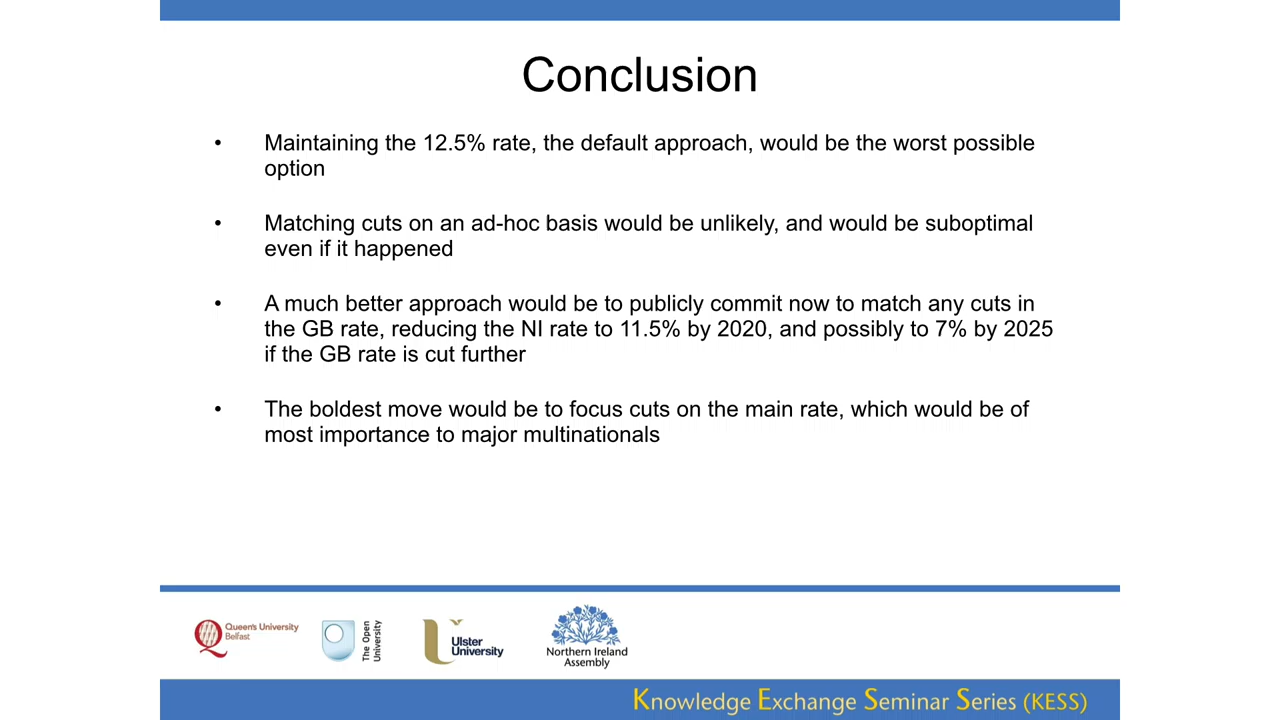 Conclusion
• Maintaining the 12.5% rate, the default approach, would be the worst possible
option
• Matching cuts on an ad-hoc basis would be unlikely, and would be suboptimal
even if it happened
• A much better approach would be to publicly commit now to match any cuts in
the GB rate, reducing the NI rate to 11.5% by 2020, and possibly to 7% by 2025
if the GB rate is cut further
• The boldest move would be to focus cuts on the main rate, which would be of
most importance to major multinationals
Queen's University
Belfast
The Open
University
Ulster
University
Northern Ireland
Assembly
Knowledge Exchange Seminar Series (KESS)